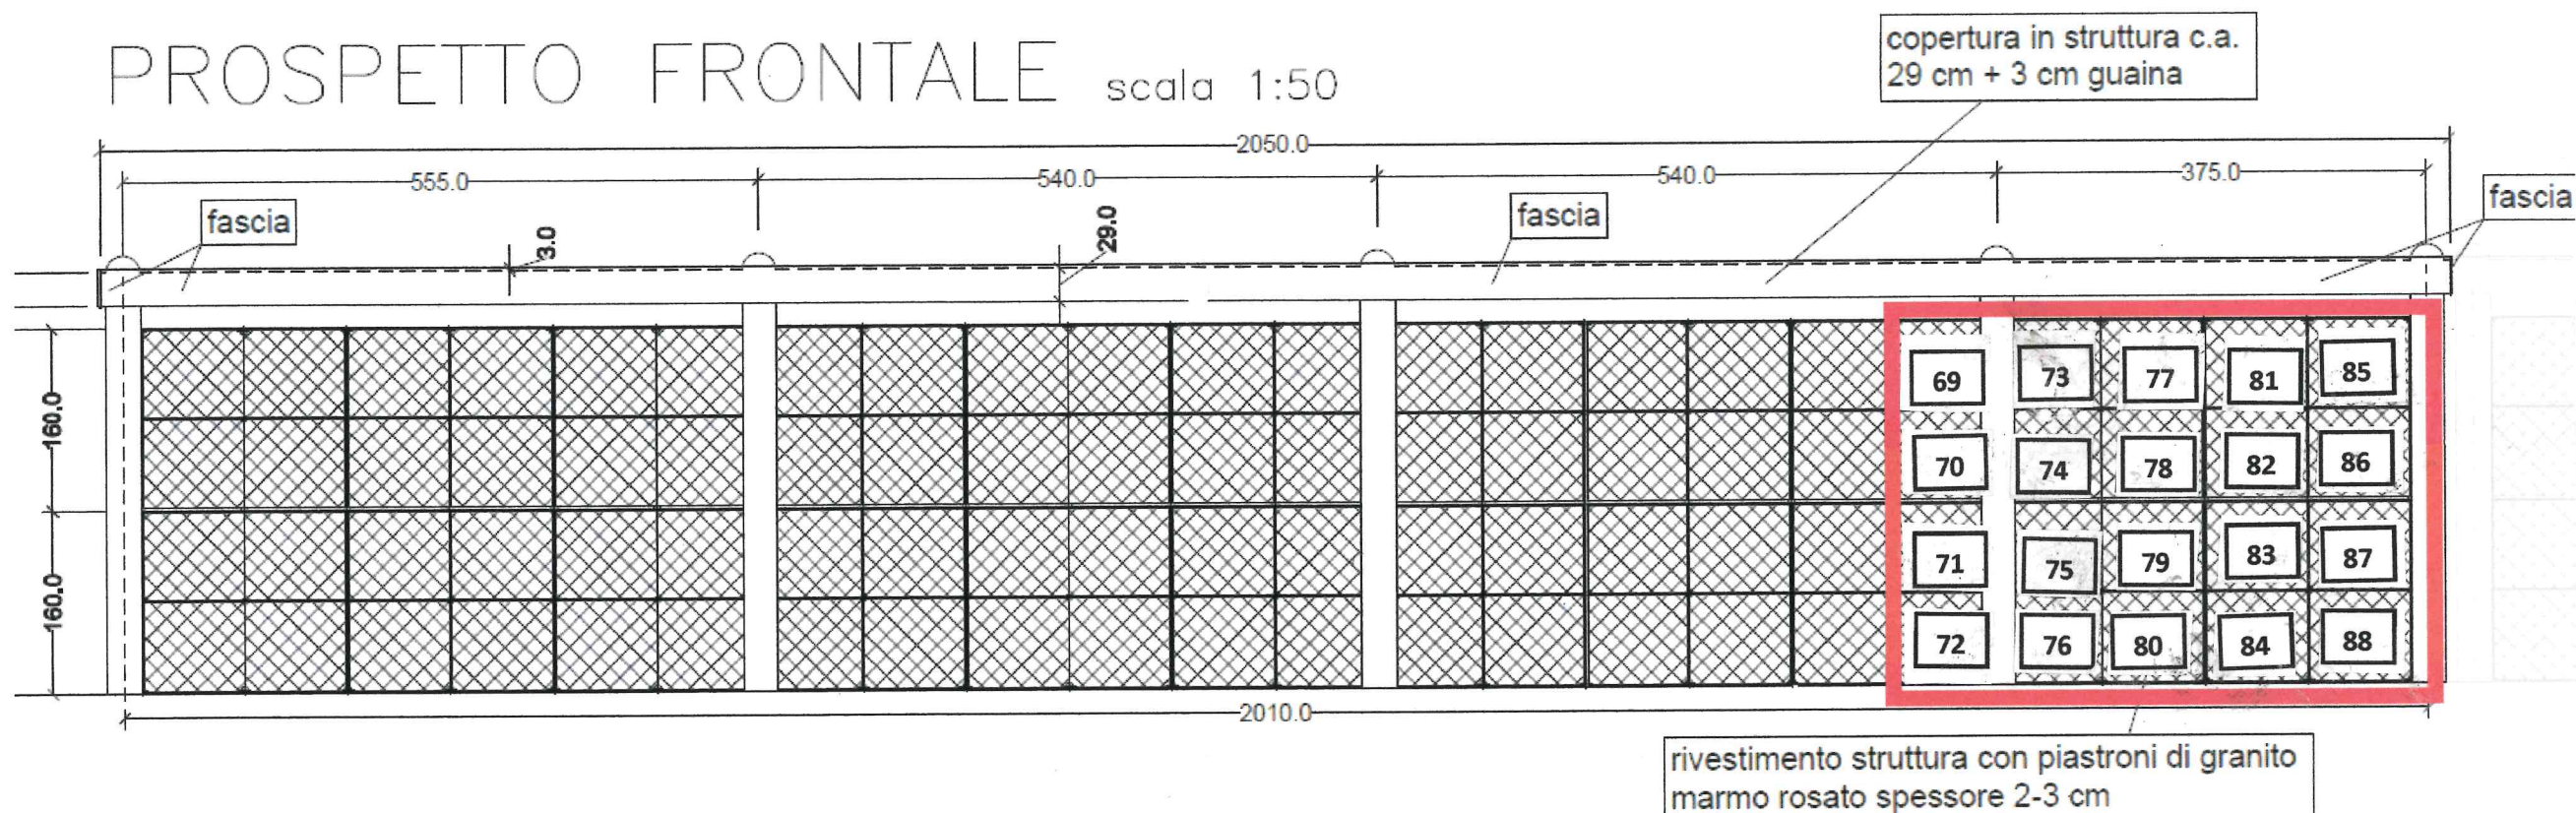 PROSPETTO FRONTALE scala 1:50
copertura in struttura c.a.
29 cm + 3 cm guaina
2050.0
555.0 540.0 540.0 375.0
fascia
3.0
29.0
fascia
fascia
160.0
160.0
69 73 77 81 85
70 74 78 82 86
71 75 79 83 87
72 76 80 84 88
2010.0
rivestimento struttura con piastroni di granito
marmo rosato spessore 2-3 cm